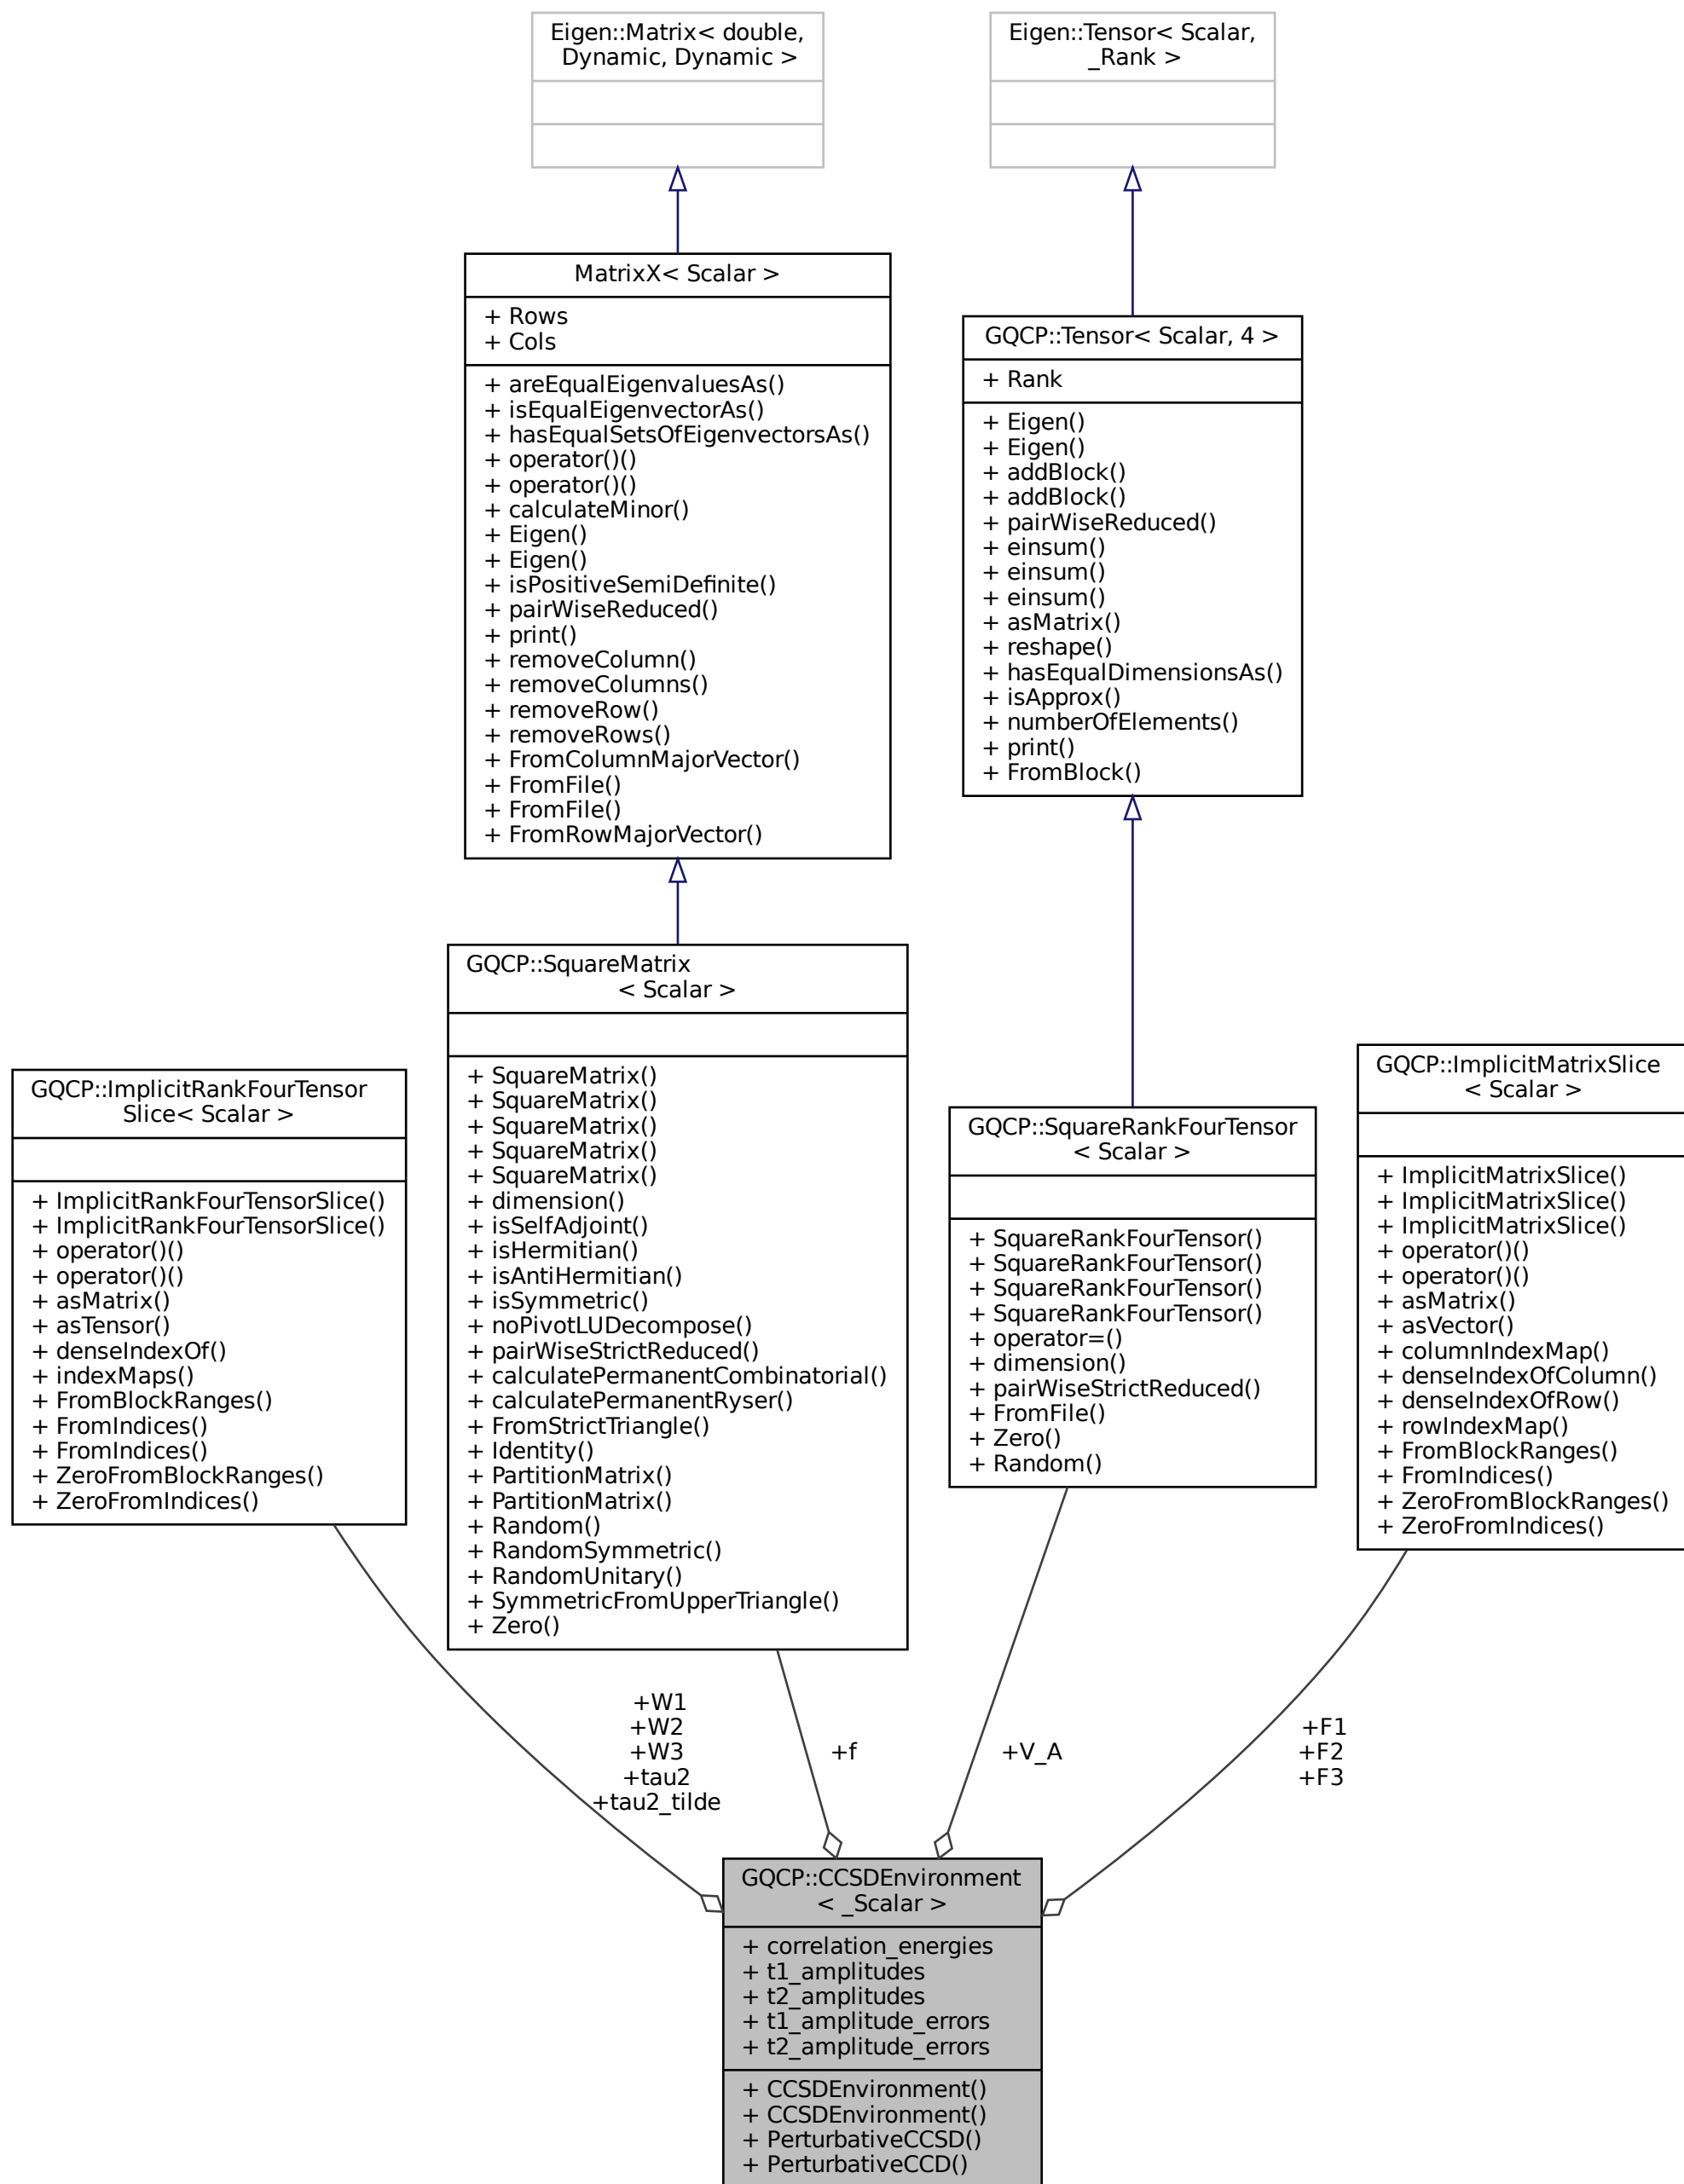 Eigen::Matrix< double,
Dynamic, Dynamic >
Eigen::Tensor< Scalar,
_Rank >
MatrixX< Scalar >
+ Rows
+ Cols
+ areEqualEigenvaluesAs()
+ isEqualEigenvectorAs()
+ hasEqualSetsOfEigenvectorsAs()
+ operator()()
+ operator()()
+ calculateMinor()
+ Eigen()
+ Eigen()
+ isPositiveSemiDefinite()
+ pairWiseReduced()
+ print()
+ removeColumn()
+ removeColumns()
+ removeRow()
+ removeRows()
+ FromColumnMajorVector()
+ FromFile()
+ FromFile()
+ FromRowMajorVector()
GQCP::Tensor< Scalar, 4 >
+ Rank
+ Eigen()
+ Eigen()
+ addBlock()
+ addBlock()
+ pairWiseReduced()
+ einsum()
+ einsum()
+ einsum()
+ asMatrix()
+ reshape()
+ hasEqualDimensionsAs()
+ isApprox()
+ numberOfElements()
+ print()
+ FromBlock()
GQCP::ImplicitRankFourTensor
Slice< Scalar >
+ ImplicitRankFourTensorSlice()
+ ImplicitRankFourTensorSlice()
+ operator()()
+ operator()()
+ asMatrix()
+ asTensor()
+ denseIndexOf()
+ indexMaps()
+ FromBlockRanges()
+ FromIndices()
+ FromIndices()
+ ZeroFromBlockRanges()
+ ZeroFromIndices()
GQCP::SquareMatrix
< Scalar >
+ SquareMatrix()
+ SquareMatrix()
+ SquareMatrix()
+ SquareMatrix()
+ SquareMatrix()
+ dimension()
+ isSelfAdjoint()
+ isHermitian()
+ isAntiHermitian()
+ isSymmetric()
+ noPivotLUDecompose()
+ pairWiseStrictReduced()
+ calculatePermanentCombinatorial()
+ calculatePermanentRyser()
+ FromStrictTriangle()
+ Identity()
+ PartitionMatrix()
+ PartitionMatrix()
+ Random()
+ RandomSymmetric()
+ RandomUnitary()
+ SymmetricFromUpperTriangle()
+ Zero()
GQCP::SquareRankFourTensor
< Scalar >
+ SquareRankFourTensor()
+ SquareRankFourTensor()
+ SquareRankFourTensor()
+ SquareRankFourTensor()
+ operator=()
+ dimension()
+ pairWiseStrictReduced()
+ FromFile()
+ Zero()
+ Random()
GQCP::ImplicitMatrixSlice
< Scalar >
+ ImplicitMatrixSlice()
+ ImplicitMatrixSlice()
+ ImplicitMatrixSlice()
+ operator()()
+ operator()()
+ asMatrix()
+ asVector()
+ columnIndexMap()
+ denseIndexOfColumn()
+ denseIndexOfRow()
+ rowIndexMap()
+ FromBlockRanges()
+ FromIndices()
+ ZeroFromBlockRanges()
+ ZeroFromIndices()
+W1
+W2
+W3
+tau2
+tau2_tilde
+f
+V_A
+F1
+F2
+F3
GQCP::CCSDEnvironment
< _Scalar >
+ correlation_energies
+ t1_amplitudes
+ t2_amplitudes
+ t1_amplitude_errors
+ t2_amplitude_errors
+ CCSDEnvironment()
+ CCSDEnvironment()
+ PerturbativeCCSD()
+ PerturbativeCCD()